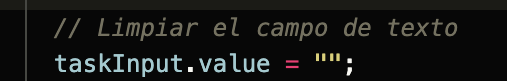 // Limpiar el campo de texto
taskInput.value = "";